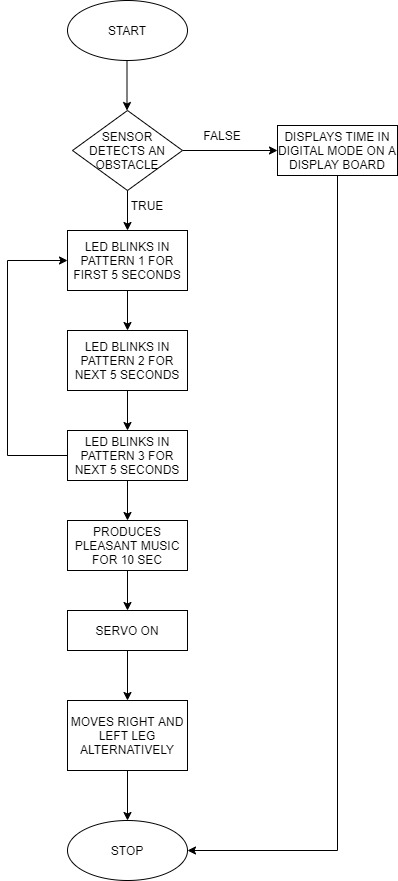 START
SENSOR
DETECTS AN
OBSTACLE
FALSE
DISPLAYS TIME IN
DIGITAL MODE ON A
DISPLAY BOARD
TRUE
LED BLINKS IN
PATTERN 1 FOR
FIRST 5 SECONDS
LED BLINKS IN
PATTERN 2 FOR
NEXT 5 SECONDS
LED BLINKS IN
PATTERN 3 FOR
NEXT 5 SECONDS
PRODUCES
PLEASANT MUSIC
FOR 10 SEC
SERVO ON
MOVES RIGHT AND
LEFT LEG
ALTERNATIVELY
STOP